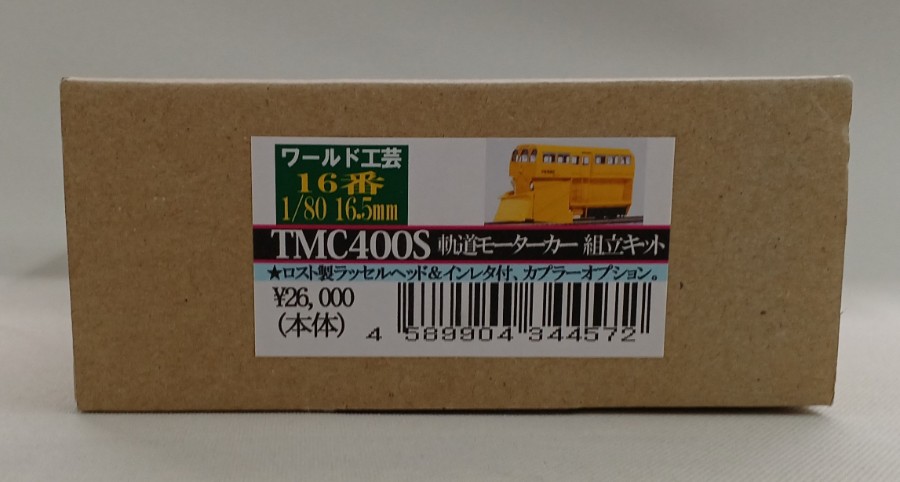 ワールド工芸
16番
1/80 16.5mm
TMC400S 軌道モーターカー 組立キット
★ロスト製ラッセルヘッド&インレタ付、カプラーオプション。
¥26,000
(本体)
4 589904 344572